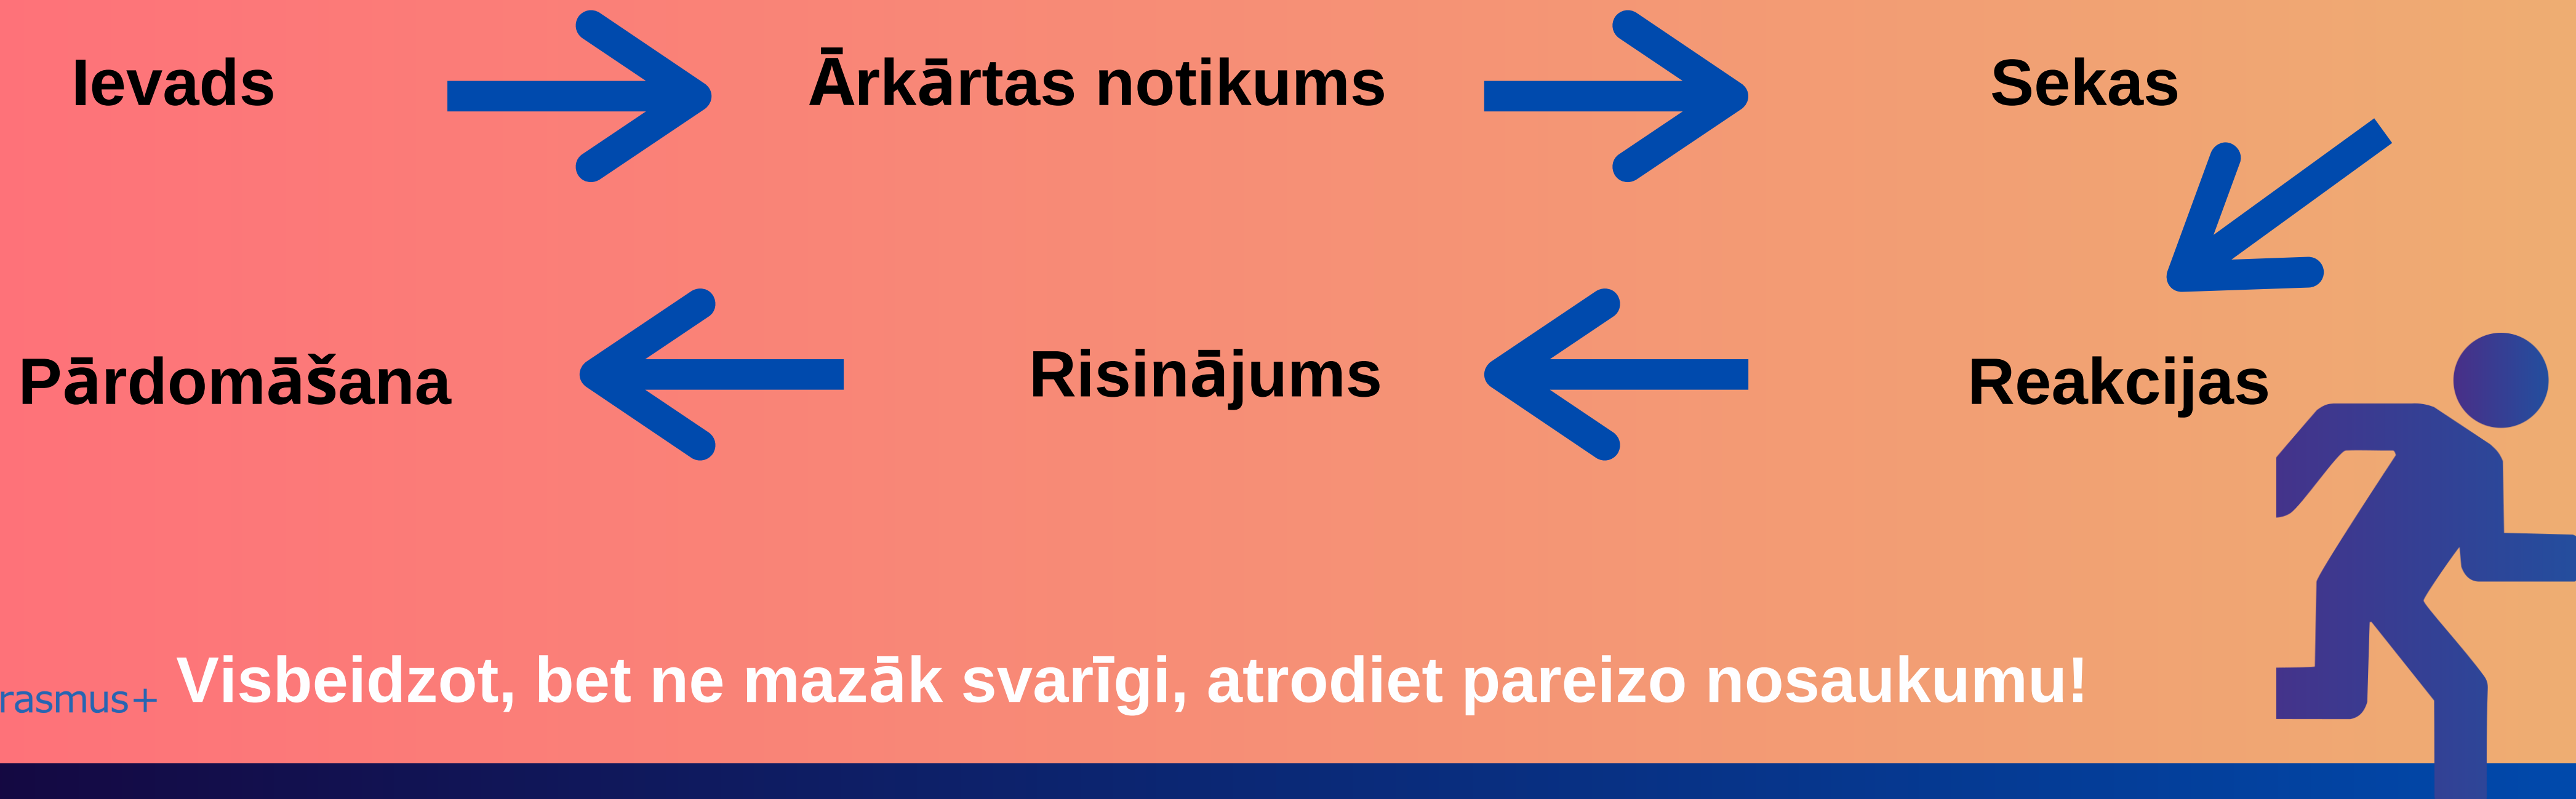 Ievads
Ārkārtas notikums
Sekas
Reakcijas
Risinājums
Pārdomāšana
Visbeidzot, bet ne mazāk svarīgi, atrodiet pareizo nosaukumu!
rasmus+